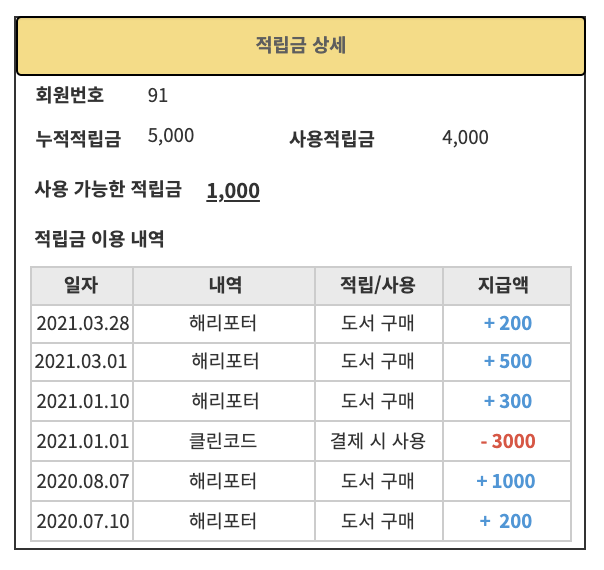 적립금 상세
회원번호 91
누적적립금 5,000 사용적립금 4,000
사용 가능한 적립금 1,000
적립금 이용 내역
일자 내역 적립/사용 지급액
2021.03.28 해리포터 도서 구매 + 200
2021.03.01 해리포터 도서 구매 + 500
2021.01.10 해리포터 도서 구매 + 300
2021.01.01 클린코드 결제 시 사용 - 3000
2020.08.07 해리포터 도서 구매 + 1000
2020.07.10 해리포터 도서 구매 + 200